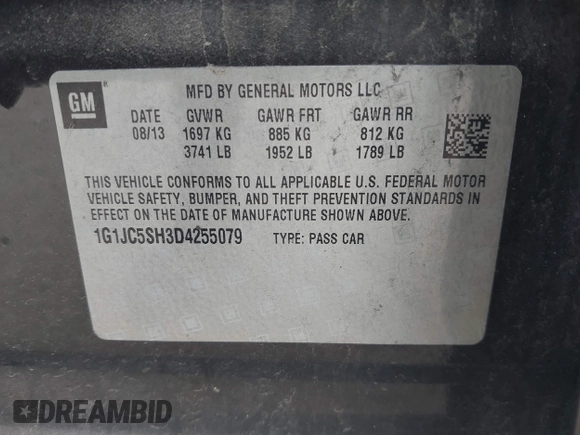 GM
MFD BY GENERAL MOTORS LLC
DATE GVWR GAWR FRT GAWR RR
08/13 1697 KG 885 KG 812 KG
3741 LB 1952 LB 1789 LB
THIS VEHICLE CONFORMS TO ALL APPLICABLE U.S. FEDERAL MOTOR
VEHICLE SAFETY, BUMPER, AND THEFT PREVENTION STANDARDS
IN EFFECT ON THE DATE OF MANUFACTURE SHOWN ABOVE.
1G1JC5SH3D4255079 TYPE: PASS CAR
DREAMBID